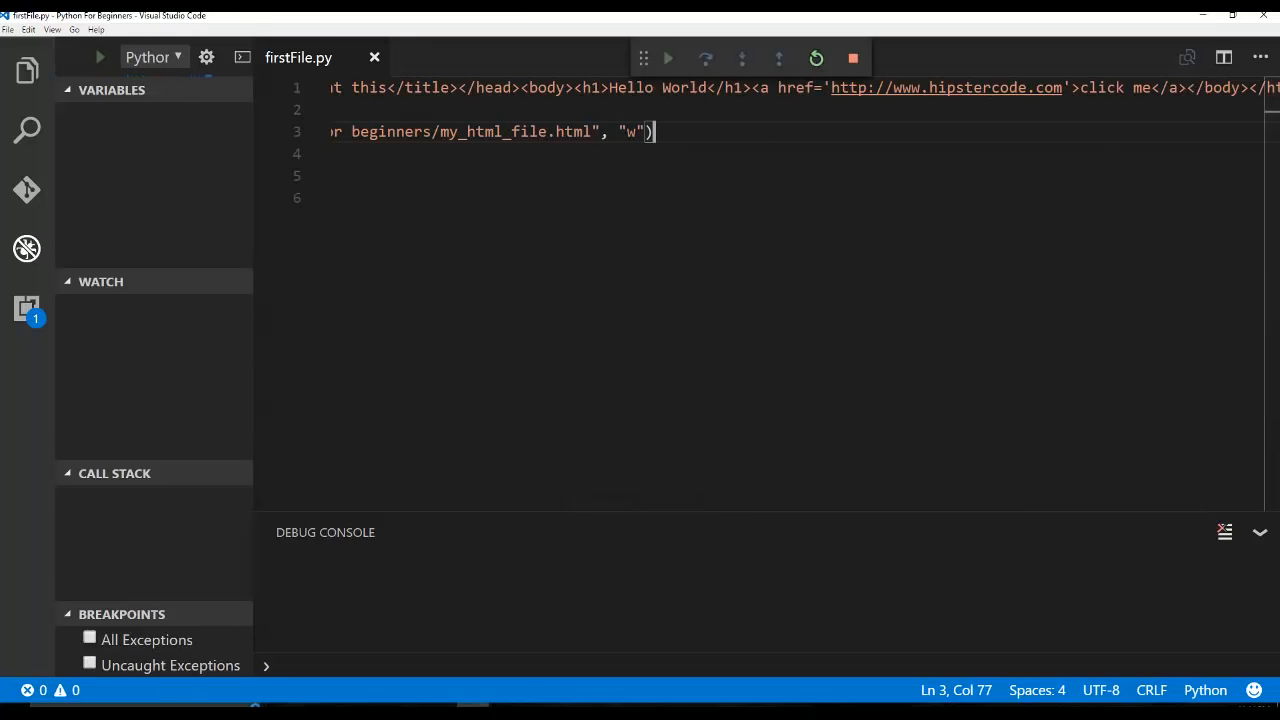 firstFile.py - Python For Beginners - Visual Studio Code
File Edit View Go Help
Python
firstFile.py
VARIABLES
WATCH
CALL STACK
BREAKPOINTS
All Exceptions
Uncaught Exceptions
1
1 nt this</title></head><body><h1>Hello World</h1><a href='http://www.hipstercode.com'>click me</a></body></ht
2
3 or beginners/my_html_file.html", "w")
4
5
6
DEBUG CONSOLE
0 0 Ln 3, Col 77 Spaces: 4 UTF-8 CRLF Python